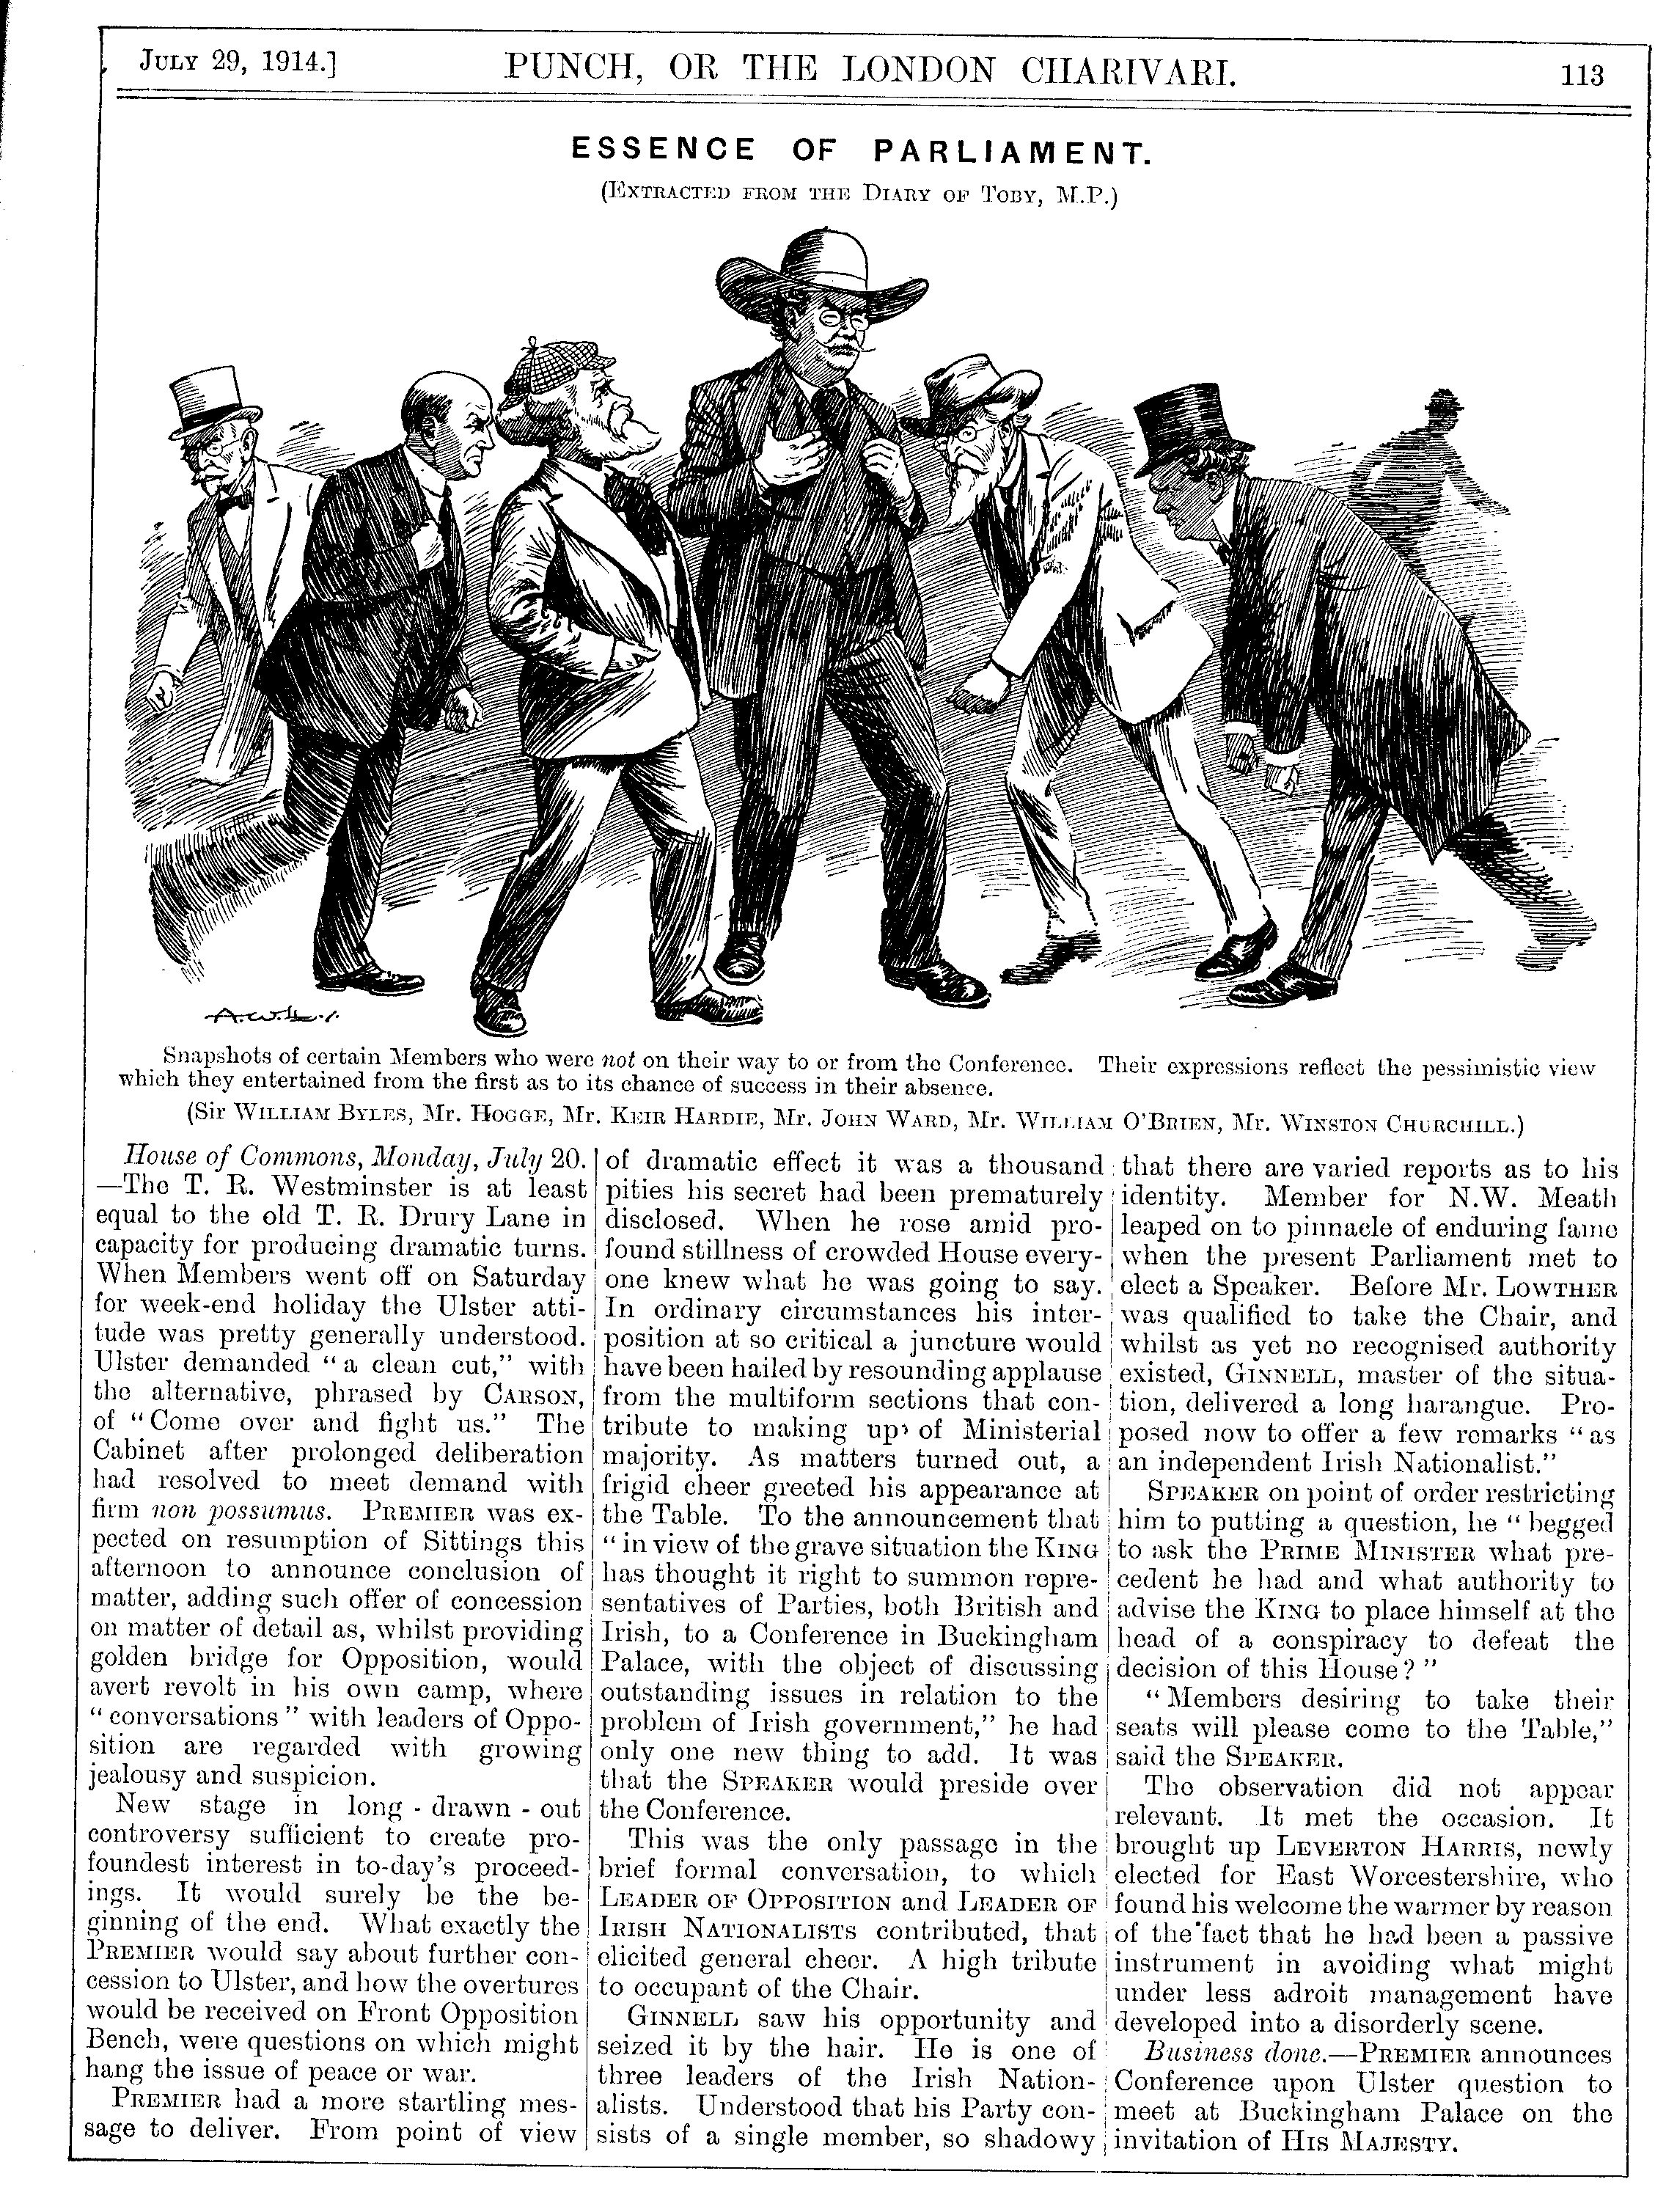 JULY 29, 1914.] PUNCH, OR THE LONDON CHARIVARI. 113
ESSENCE OF PARLIAMENT.
(EXTRACTED FROM THE DIARY OF TOBY, M.P.)
Snapshots of certain Members who were not on their way to or from the Conference. Their expressions reflect the pessimistic view
which they entertained from the first as to its chance of success in their absence.
(Sir WILLIAM BYLES, Mr. HOGGE, Mr. KEIR HARDIE, Mr. JOHN WARD, Mr. WILLIAM O'BRIEN, Mr. WINSTON CHURCHILL.)
House of Commons, Monday, July 20.
—The T. R. Westminster is at least
equal to the old T. R. Drury Lane in
capacity for producing dramatic turns.
When Members went off on Saturday
for week-end holiday the Ulster atti-
tude was pretty generally understood.
Ulster demanded "a clean cut," with
the alternative, phrased by CARSON,
of "Come over and fight us." The
Cabinet after prolonged deliberation
had resolved to meet demand with
firm non possumus. PREMIER was ex-
pected on resumption of Sittings this
afternoon to announce conclusion of
matter, adding such offer of concession
on matter of detail as, whilst providing
golden bridge for Opposition, would
avert revolt in his own camp, where
"conversations" with leaders of Oppo-
sition are regarded with growing
jealousy and suspicion.
New stage in long-drawn-out
controversy sufficient to create pro-
foundest interest in to-day's proceed-
ings. It would surely be the be-
ginning of the end. What exactly the
PREMIER would say about further con-
cession to Ulster, and how the overtures
would be received on Front Opposition
Bench, were questions on which might
hang the issue of peace or war.
PREMIER had a more startling mes-
sage to deliver. From point of view
of dramatic effect it was a thousand
pities his secret had been prematurely
disclosed. When he rose amid pro-
found stillness of crowded House every-
one knew what he was going to say.
In ordinary circumstances his inter-
position at so critical a juncture would
have been hailed by resounding applause
from the multiform sections that con-
tribute to making up of Ministerial
majority. As matters turned out, a
frigid cheer greeted his appearance at
the Table. To the announcement that
"in view of the grave situation the KING
has thought it right to summon repre-
sentatives of Parties, both British and
Irish, to a Conference in Buckingham
Palace, with the object of discussing
outstanding issues in relation to the
problem of Irish government," he had
only one new thing to add. It was
that the SPEAKER would preside over
the Conference.
This was the only passage in the
brief formal conversation, to which
LEADER OF OPPOSITION and LEADER OF
IRISH NATIONALISTS contributed, that
elicited general cheer. A high tribute
to occupant of the Chair.
GINNELL saw his opportunity and
seized it by the hair. He is one of
three leaders of the Irish Nation-
alists. Understood that his Party con-
sists of a single member, so shadowy
that there are varied reports as to his
identity. Member for N.W. Meath
leaped on to pinnacle of enduring fame
when the present Parliament met to
elect a Speaker. Before Mr. LOWTHER
was qualified to take the Chair, and
whilst as yet no recognised authority
existed, GINNELL, master of the situa-
tion, delivered a long harangue. Pro-
posed now to offer a few remarks "as
an independent Irish Nationalist."
SPEAKER on point of order restricting
him to putting a question, he "begged
to ask the PRIME MINISTER what pre-
cedent he had and what authority to
advise the KING to place himself at the
head of a conspiracy to defeat the
decision of this House?"
"Members desiring to take their
seats will please come to the Table,"
said the SPEAKER.
The observation did not appear
relevant. It met the occasion. It
brought up LEVERTON HARRIS, newly
elected for East Worcestershire, who
found his welcome the warmer by reason
of the fact that he had been a passive
instrument in avoiding what might
under less adroit management have
developed into a disorderly scene.
Business done.—PREMIER announces
Conference upon Ulster question to
meet at Buckingham Palace on the
invitation of HIS MAJESTY.